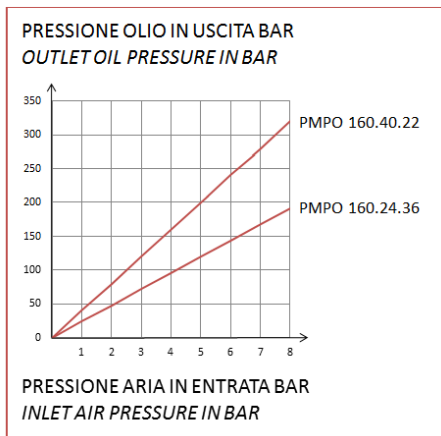 PRESSIONE OLIO IN USCITA BAR
OUTLET OIL PRESSURE IN BAR
350
300
250
200
150
100
50
0
PMPO 160.40.22
PMPO 160.24.36
1 2 3 4 5 6 7 8
PRESSIONE ARIA IN ENTRATA BAR
INLET AIR PRESSURE IN BAR